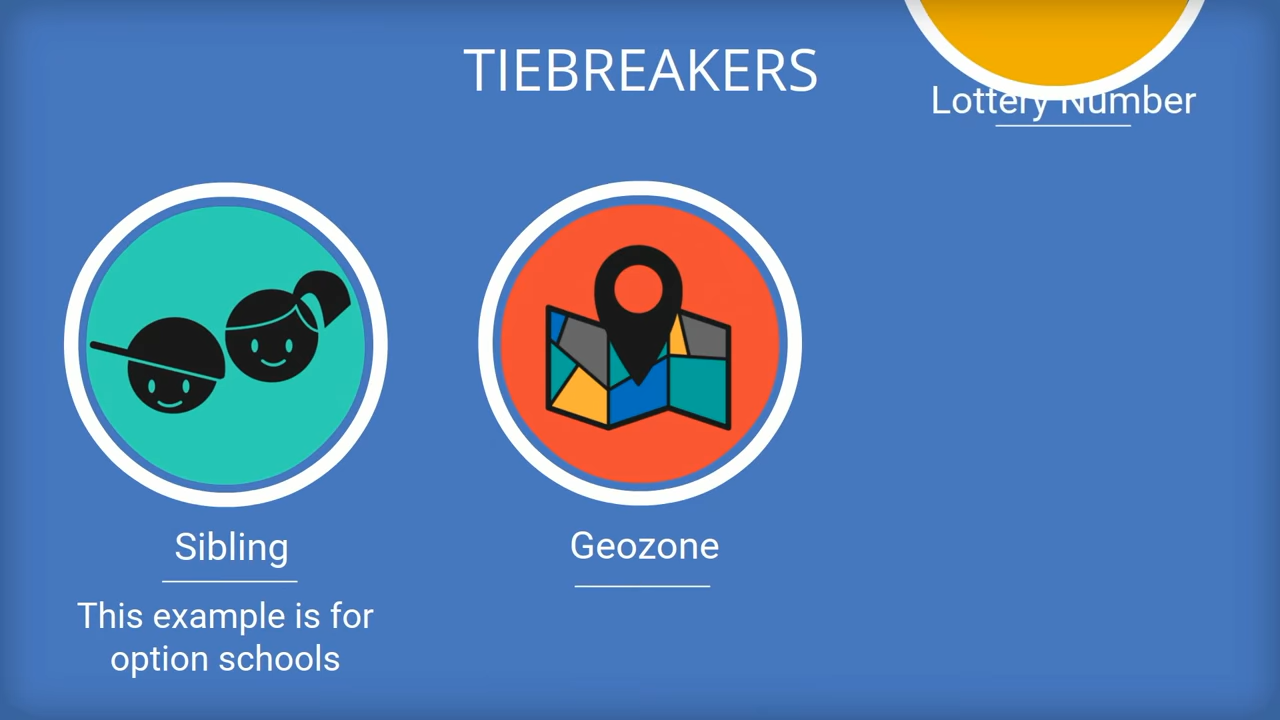 TIEBREAKERS
Lottery Number
Sibling
This example is for
option schools
Geozone